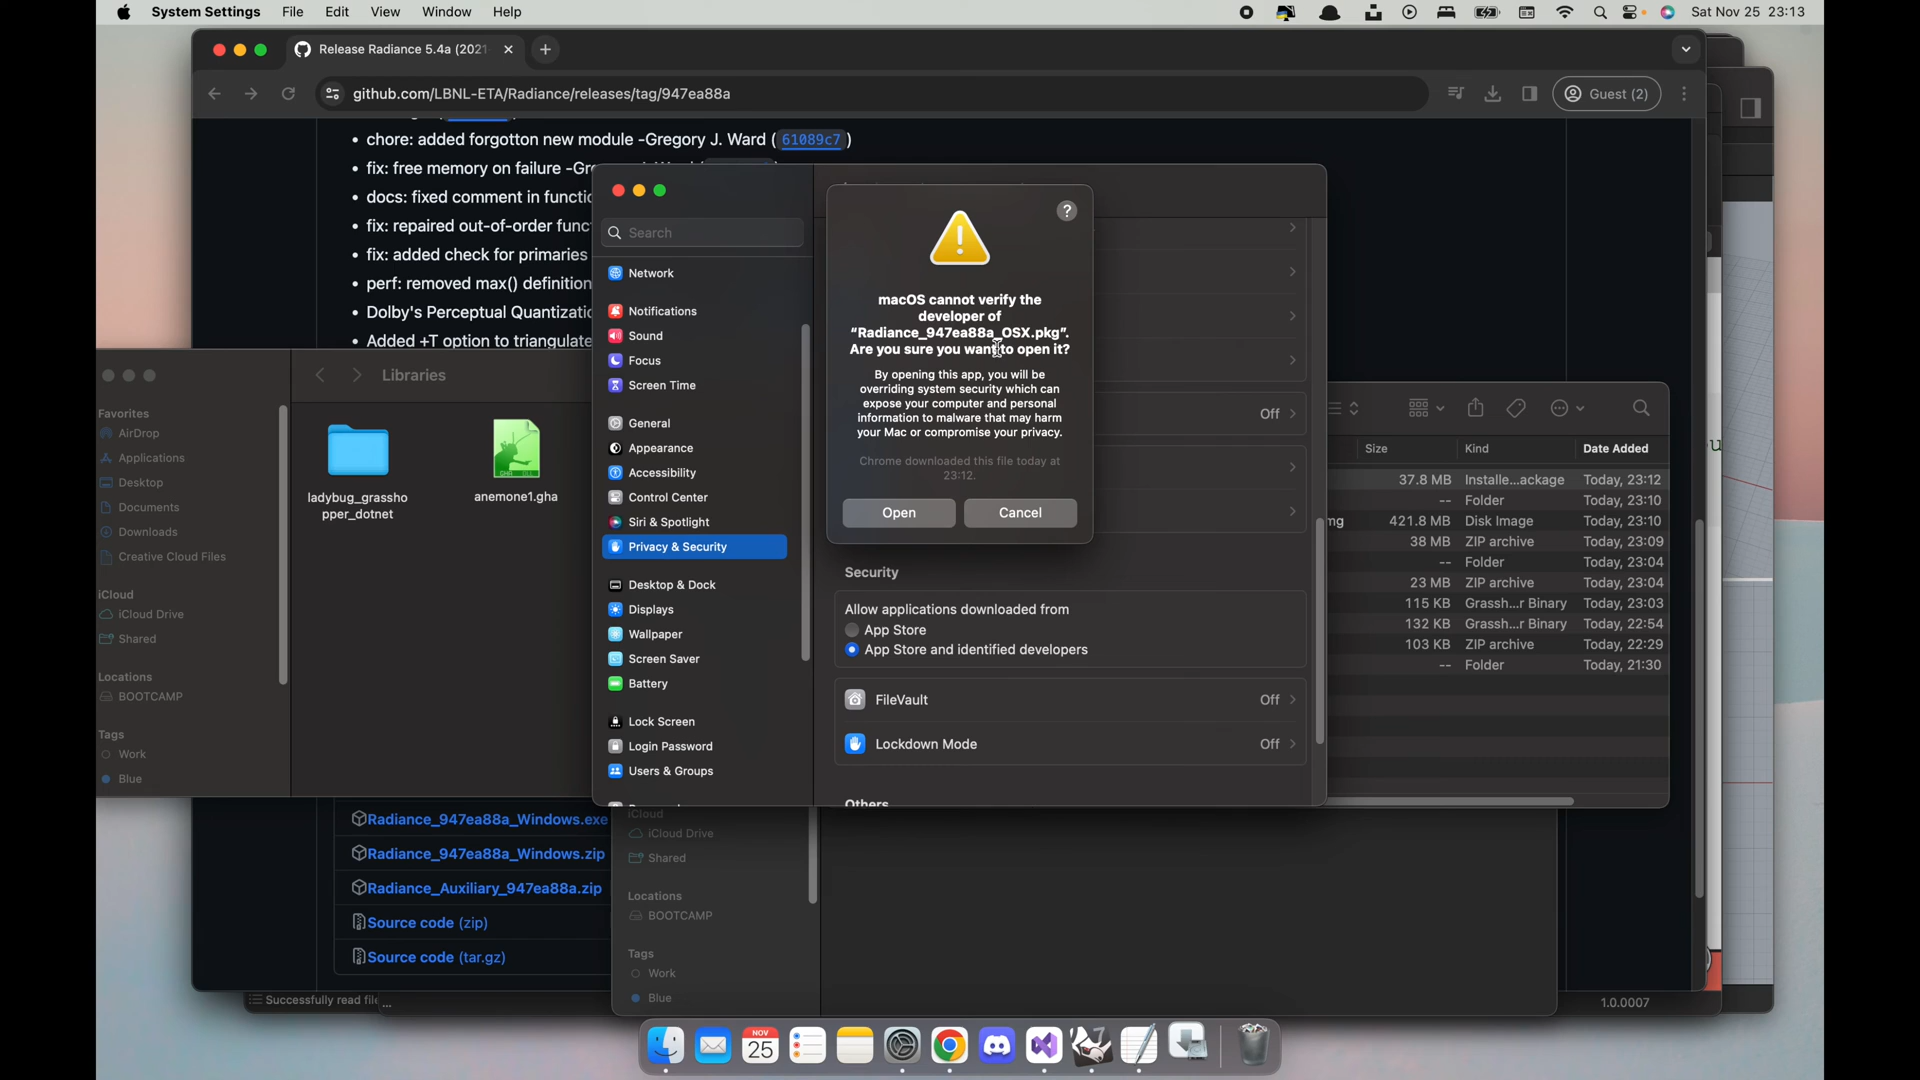 System Settings File Edit View Window Help
Sat Nov 25 23:13
Release Radiance 5.4a (2021-
github.com/LBNL-ETA/Radiance/releases/tag/947ea88a
Guest (2)
• chore: added forgotton new module -Gregory J. Ward (61089c7)
• fix: free memory on failure -Gre
• docs: fixed comment in functi
• fix: repaired out-of-order func
• fix: added check for primaries
• perf: removed max() definition
• Dolby's Perceptual Quantizati
• Added +T option to triangulate
Libraries
Favorites
AirDrop
Applications
Desktop
Documents
Downloads
Creative Cloud Files
iCloud
iCloud Drive
Shared
Locations
BOOTCAMP
Tags
Work
Blue
ladybug_grassho
pper_dotnet
anemone1.gha
Search
Network
Notifications
Sound
Focus
Screen Time
General
Appearance
Accessibility
Control Center
Siri & Spotlight
Privacy & Security
Desktop & Dock
Displays
Wallpaper
Screen Saver
Battery
Lock Screen
Login Password
Users & Groups
?
macOS cannot verify the
developer of
“Radiance_947ea88a_OSX.pkg”.
Are you sure you want to open it?
By opening this app, you will be
overriding system security which can
expose your computer and personal
information to malware that may harm
your Mac or compromise your privacy.
Chrome downloaded this file today at
23:12.
Open
Cancel
Off
Security
Allow applications downloaded from
App Store
App Store and identified developers
FileVault Off
Lockdown Mode Off
Others
Size Kind Date Added
37.8 MB Installe...ackage Today, 23:12
-- Folder Today, 23:10
mg 421.8 MB Disk Image Today, 23:10
38 MB ZIP archive Today, 23:09
-- Folder Today, 23:04
23 MB ZIP archive Today, 23:04
115 KB Grassh...r Binary Today, 23:03
132 KB Grassh...r Binary Today, 22:54
103 KB ZIP archive Today, 22:29
-- Folder Today, 21:30
Radiance_947ea88a_Windows.exe
Radiance_947ea88a_Windows.zip
Radiance_Auxiliary_947ea88a.zip
Source code (zip)
Source code (tar.gz)
iCloud
iCloud Drive
Shared
Locations
BOOTCAMP
Tags
Work
Blue
Successfully read file
...
1.0.0007
NOV
25